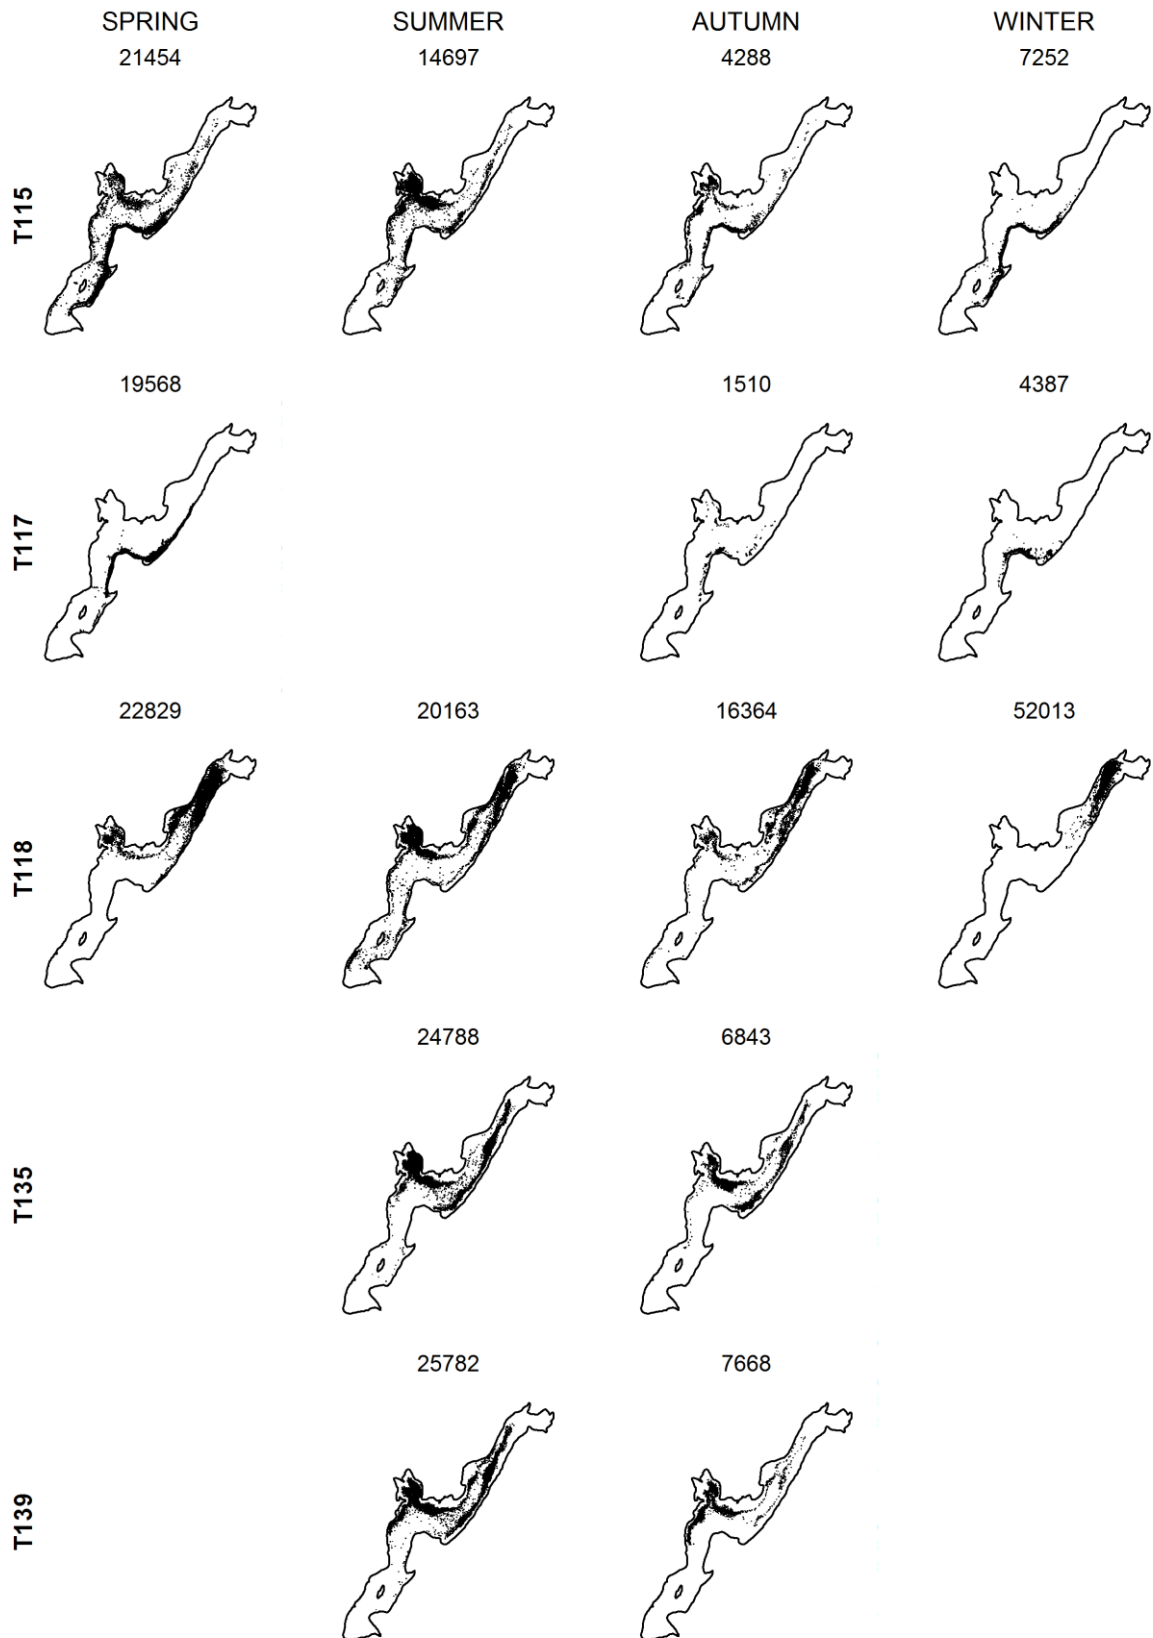 SPRING SUMMER AUTUMN WINTER
21454 14697 4288 7252
T115
19568 1510 4387
T117
22829 20163 16364 52013
T118
24788 6843
T135
25782 7668
T139